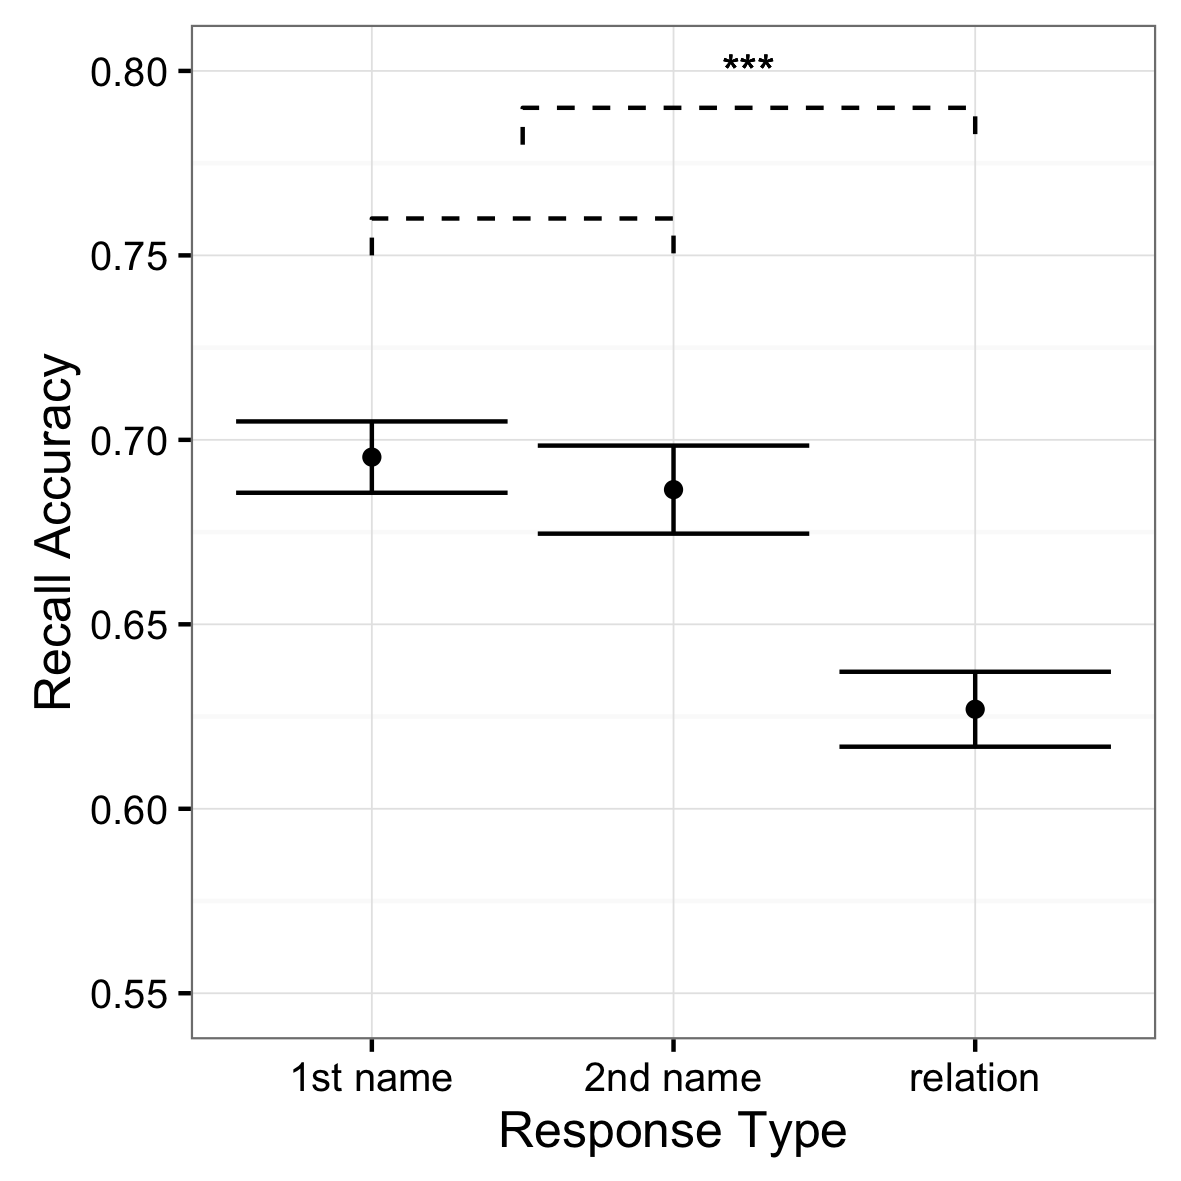 ***
0.80
0.75
0.70
0.65
0.60
0.55
Recall Accuracy
1st name
2nd name
relation
Response Type